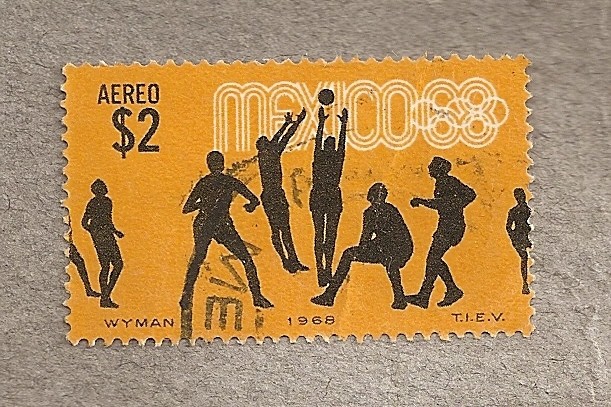 AEREO
$2
MEXICO68
WYMAN 1968 T.I.E.V.